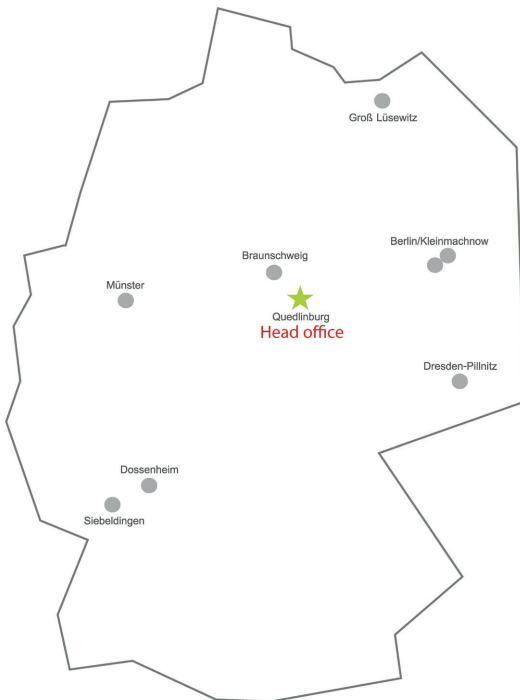 Groß Lüsewitz
Berlin/Kleinmachnow
Braunschweig
Münster
Quedlinburg
Head office
Dresden-Pillnitz
Dossenheim
Siebeldingen